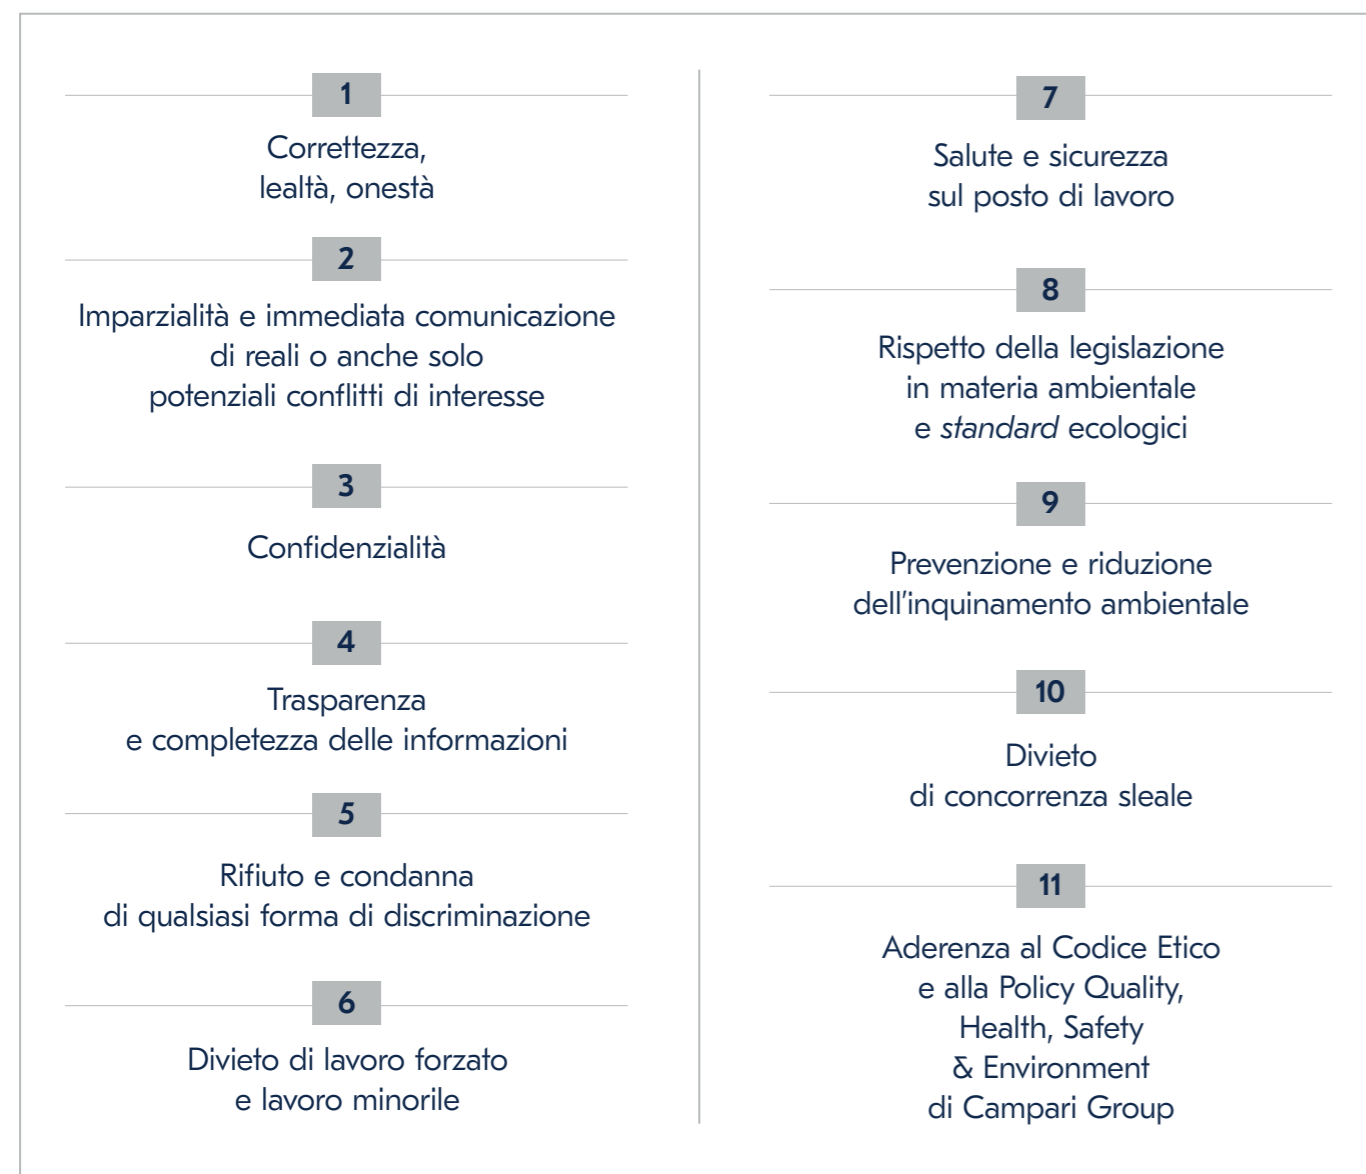 1
Correttezza,
lealtà, onestà
2
Imparzialità e immediata comunicazione
di reali o anche solo
potenziali conflitti di interesse
3
Confidenzialità
4
Trasparenza
e completezza delle informazioni
5
Rifiuto e condanna
di qualsiasi forma di discriminazione
6
Divieto di lavoro forzato
e lavoro minorile
7
Salute e sicurezza
sul posto di lavoro
8
Rispetto della legislazione
in materia ambientale
e standard ecologici
9
Prevenzione e riduzione
dell’inquinamento ambientale
10
Divieto
di concorrenza sleale
11
Aderenza al Codice Etico
e alla Policy Quality,
Health, Safety
& Environment
di Campari Group